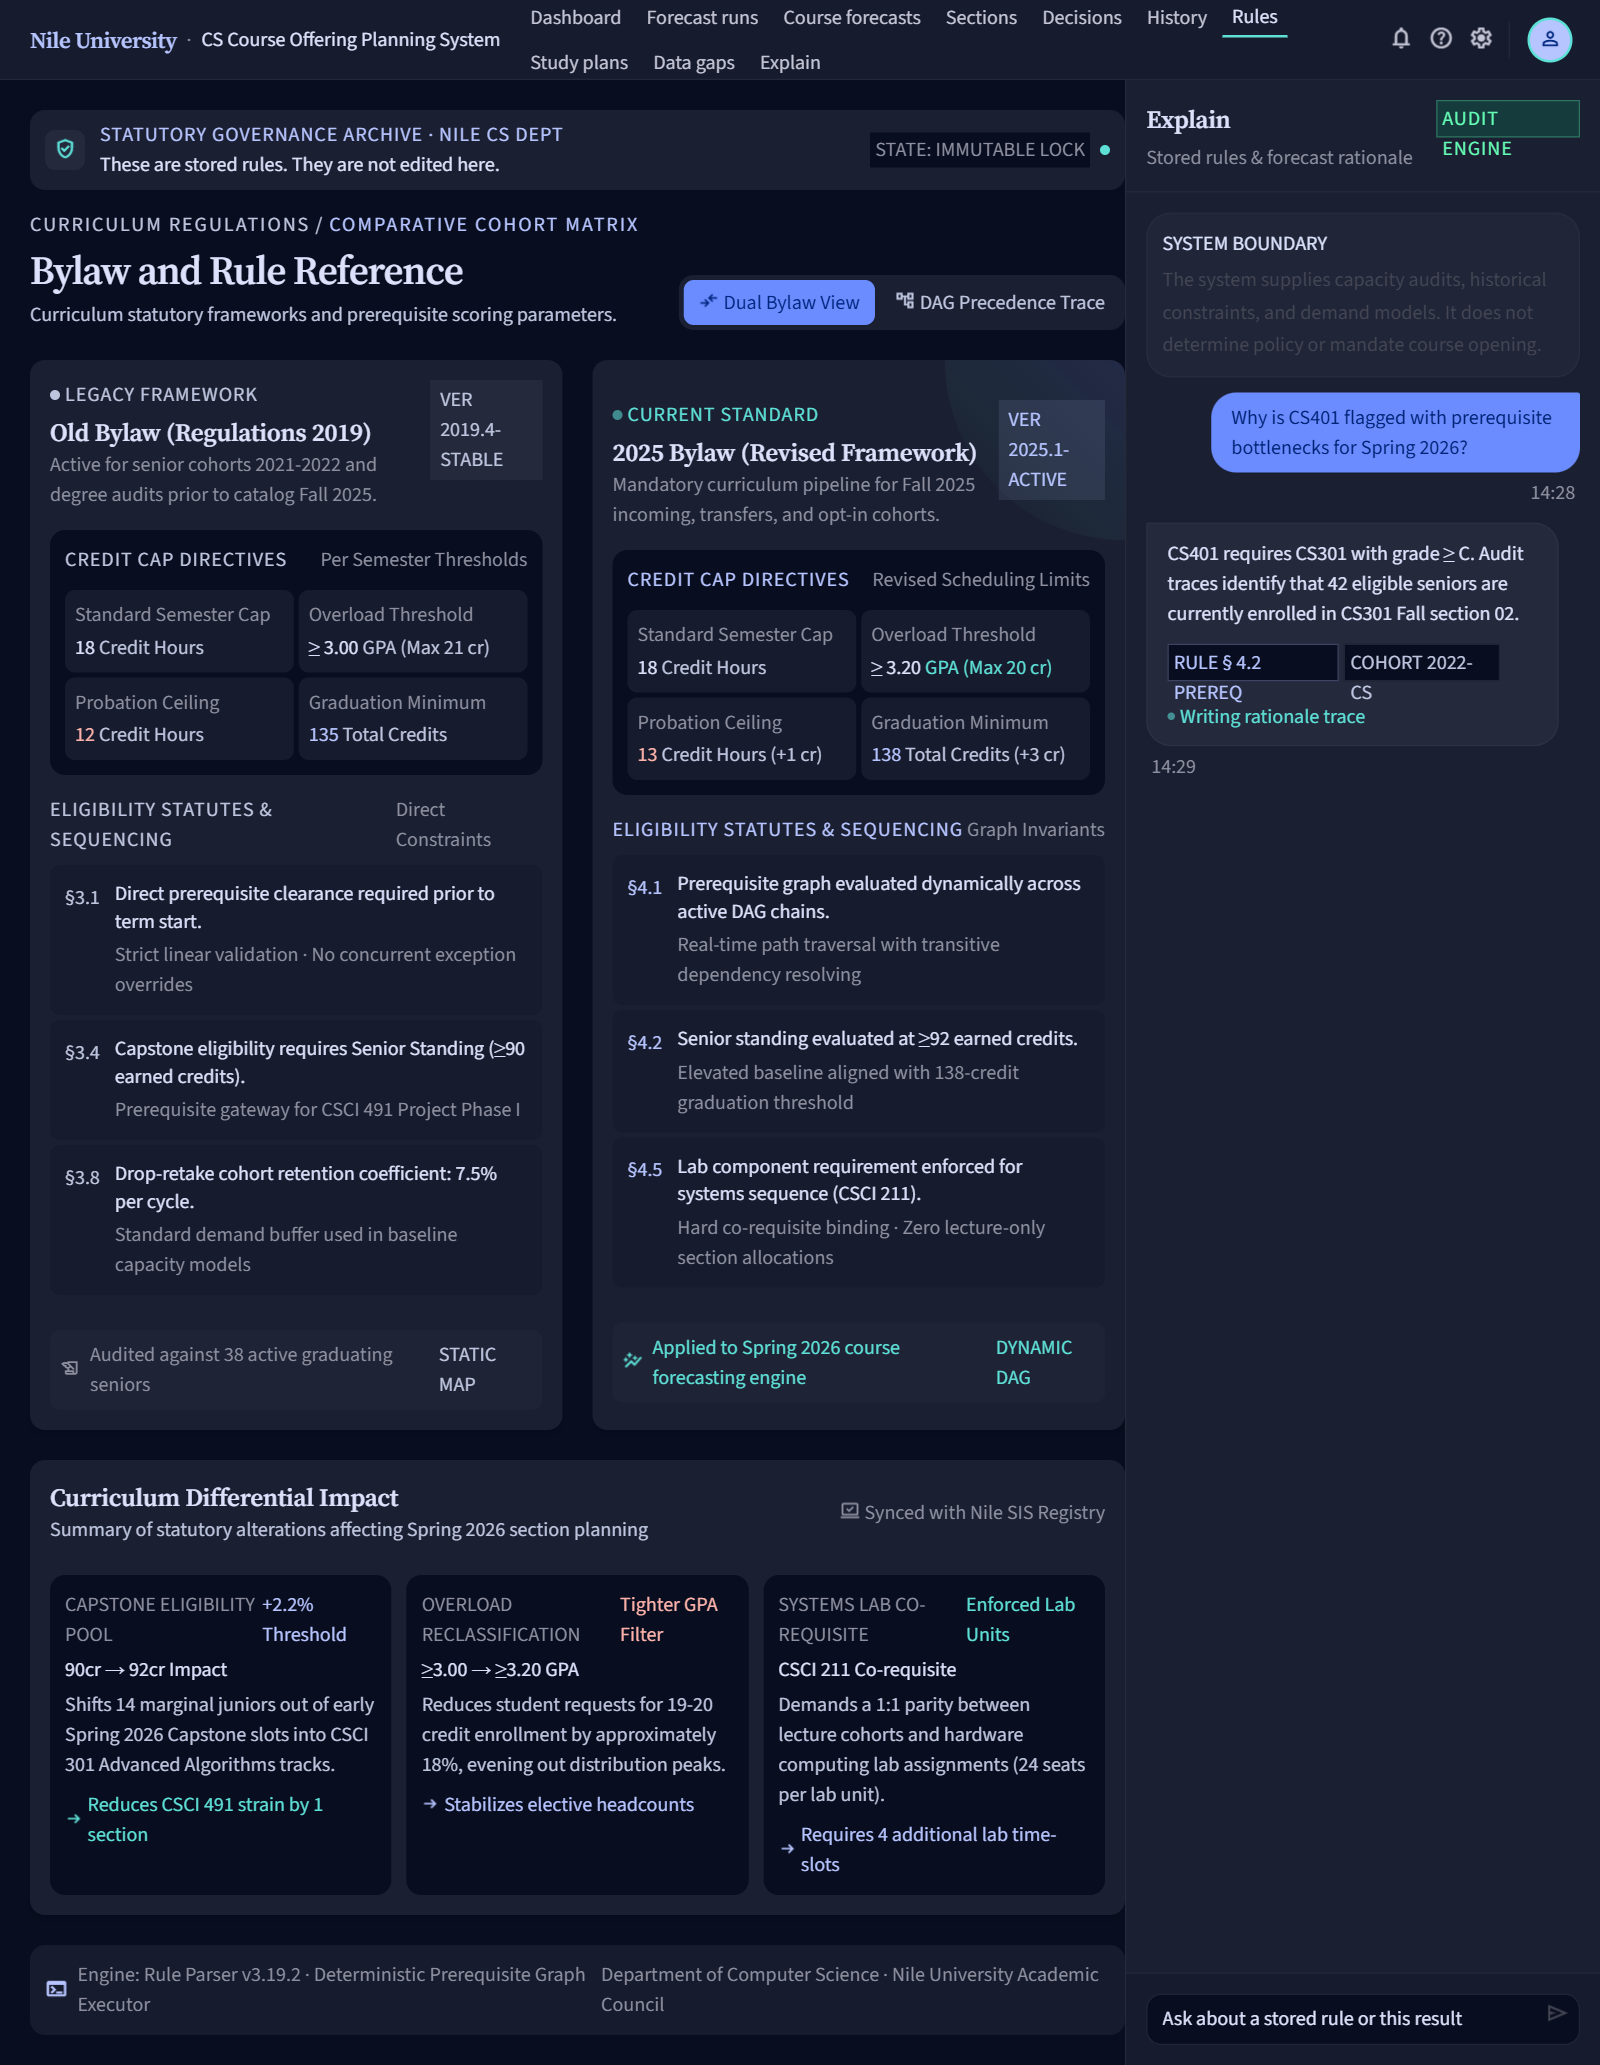 Nile University · CS Course Offering Planning System
Dashboard Forecast runs Course forecasts Sections Decisions History Rules
Study plans Data gaps Explain
STATUTORY GOVERNANCE ARCHIVE · NILE CS DEPT
These are stored rules. They are not edited here.
STATE: IMMUTABLE LOCK
CURRICULUM REGULATIONS / COMPARATIVE COHORT MATRIX
Bylaw and Rule Reference
Curriculum statutory frameworks and prerequisite scoring parameters.
Dual Bylaw View
DAG Precedence Trace
LEGACY FRAMEWORK
Old Bylaw (Regulations 2019)
Active for senior cohorts 2021-2022 and
degree audits prior to catalog Fall 2025.
VER
2019.4-
STABLE
CREDIT CAP DIRECTIVES
Per Semester Thresholds
Standard Semester Cap
18 Credit Hours
Overload Threshold
≥ 3.00 GPA (Max 21 cr)
Probation Ceiling
12 Credit Hours
Graduation Minimum
135 Total Credits
ELIGIBILITY STATUTES &
SEQUENCING
Direct
Constraints
§3.1
Direct prerequisite clearance required prior to
term start.
Strict linear validation · No concurrent exception
overrides
§3.4
Capstone eligibility requires Senior Standing (≥90
earned credits).
Prerequisite gateway for CSCI 491 Project Phase I
§3.8
Drop-retake cohort retention coefficient: 7.5%
per cycle.
Standard demand buffer used in baseline
capacity models
Audited against 38 active graduating
seniors
STATIC
MAP
CURRENT STANDARD
2025 Bylaw (Revised Framework)
Mandatory curriculum pipeline for Fall 2025
incoming, transfers, and opt-in cohorts.
VER
2025.1-
ACTIVE
CREDIT CAP DIRECTIVES
Revised Scheduling Limits
Standard Semester Cap
18 Credit Hours
Overload Threshold
≥ 3.20 GPA (Max 20 cr)
Probation Ceiling
13 Credit Hours (+1 cr)
Graduation Minimum
138 Total Credits (+3 cr)
ELIGIBILITY STATUTES & SEQUENCING
Graph Invariants
§4.1
Prerequisite graph evaluated dynamically across
active DAG chains.
Real-time path traversal with transitive
dependency resolving
§4.2
Senior standing evaluated at ≥92 earned credits.
Elevated baseline aligned with 138-credit
graduation threshold
§4.5
Lab component requirement enforced for
systems sequence (CSCI 211).
Hard co-requisite binding · Zero lecture-only
section allocations
Applied to Spring 2026 course
forecasting engine
DYNAMIC
DAG
Curriculum Differential Impact
Summary of statutory alterations affecting Spring 2026 section planning
Synced with Nile SIS Registry
CAPSTONE ELIGIBILITY
POOL
+2.2%
Threshold
90cr → 92cr Impact
Shifts 14 marginal juniors out of early
Spring 2026 Capstone slots into CSCI
301 Advanced Algorithms tracks.
→ Reduces CSCI 491 strain by 1
section
OVERLOAD
RECLASSIFICATION
Tighter GPA
Filter
≥3.00 → ≥3.20 GPA
Reduces student requests for 19-20
credit enrollment by approximately
18%, evening out distribution peaks.
→ Stabilizes elective headcounts
SYSTEMS LAB CO-
REQUISITE
Enforced Lab
Units
CSCI 211 Co-requisite
Demands a 1:1 parity between
lecture cohorts and hardware
computing lab assignments (24 seats
per lab unit).
→ Requires 4 additional lab time-
slots
Engine: Rule Parser v3.19.2 · Deterministic Prerequisite Graph
Executor
Department of Computer Science · Nile University Academic
Council
Explain
Stored rules & forecast rationale
AUDIT
ENGINE
SYSTEM BOUNDARY
The system supplies capacity audits, historical
constraints, and demand models. It does not
determine policy or mandate course opening.
Why is CS401 flagged with prerequisite
bottlenecks for Spring 2026?
14:28
CS401 requires CS301 with grade ≥ C. Audit
traces identify that 42 eligible seniors are
currently enrolled in CS301 Fall section 02.
RULE § 4.2
PREREQ
COHORT 2022-
CS
Writing rationale trace
14:29
Ask about a stored rule or this result